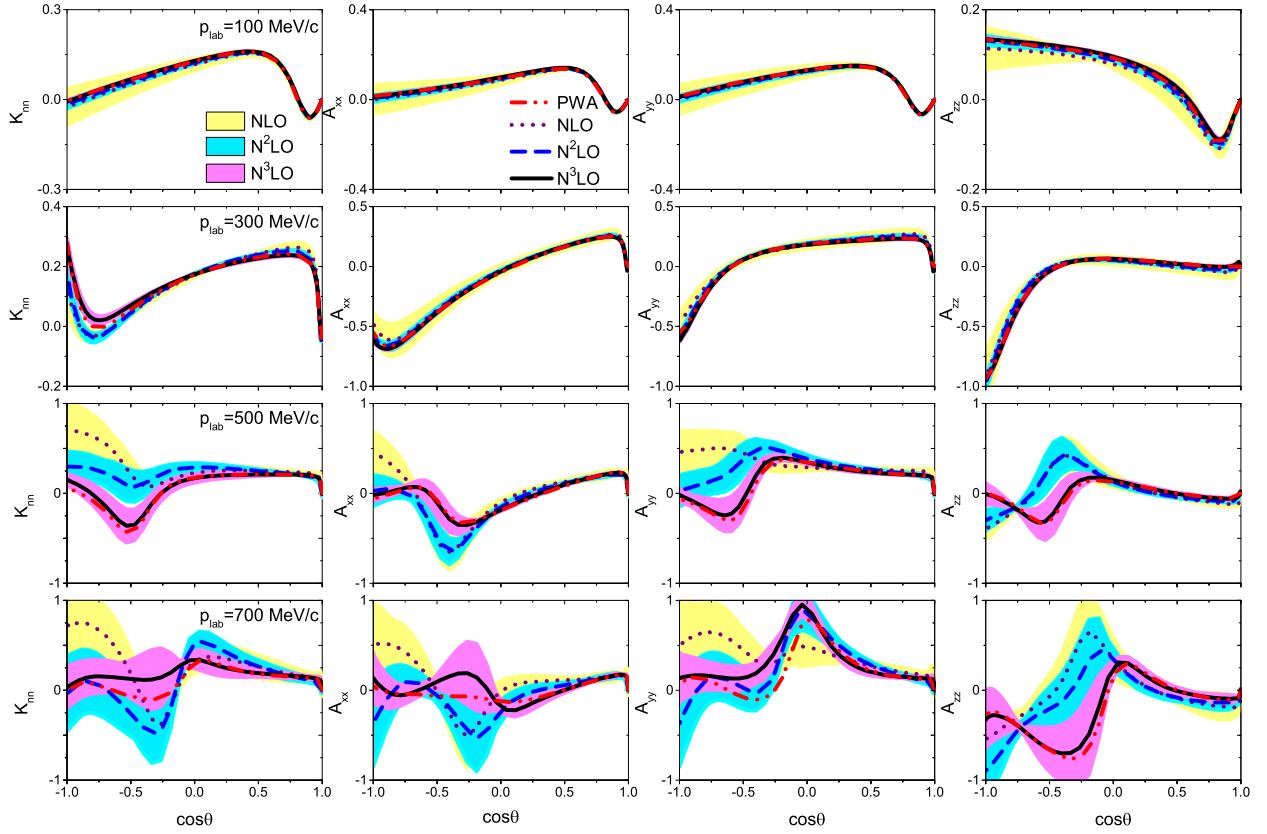 p_lab=100 MeV/c
K_nn
0.3
0.0
-0.3
NLO
N²LO
N³LO
A_xx
0.4
0.0
-0.4
PWA
NLO
N²LO
N³LO
A_yy
0.4
0.0
-0.4
A_zz
0.2
0.0
-0.2
p_lab=300 MeV/c
K_nn
0.4
0.2
0.0
-0.2
A_xx
0.5
0.0
-0.5
-1.0
A_yy
0.5
0.0
-0.5
-1.0
A_zz
0.5
0.0
-0.5
-1.0
p_lab=500 MeV/c
K_nn
1
0
-1
A_xx
1
0
-1
A_yy
1
0
-1
A_zz
1
0
-1
p_lab=700 MeV/c
K_nn
1
0
-1
A_xx
1
0
-1
A_yy
1
0
-1
A_zz
1
0
-1
-1.0 -0.5 0.0 0.5 1.0
-1.0 -0.5 0.0 0.5 1.0
-1.0 -0.5 0.0 0.5 1.0
-1.0 -0.5 0.0 0.5 1.0
cosθ cosθ cosθ cosθ